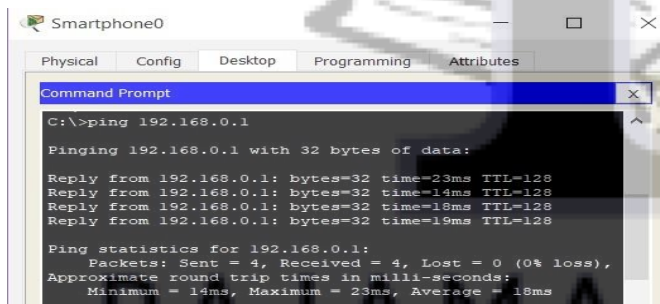 Smartphone0
Physical Config Desktop Programming Attributes
Command Prompt
C:\>ping 192.168.0.1
Pinging 192.168.0.1 with 32 bytes of data:
Reply from 192.168.0.1: bytes=32 time=23ms TTL=128
Reply from 192.168.0.1: bytes=32 time=14ms TTL=128
Reply from 192.168.0.1: bytes=32 time=18ms TTL=128
Reply from 192.168.0.1: bytes=32 time=19ms TTL=128
Ping statistics for 192.168.0.1:
Packets: Sent = 4, Received = 4, Lost = 0 (0% loss),
Approximate round trip times in milli-seconds:
Minimum = 14ms, Maximum = 23ms, Average = 18ms